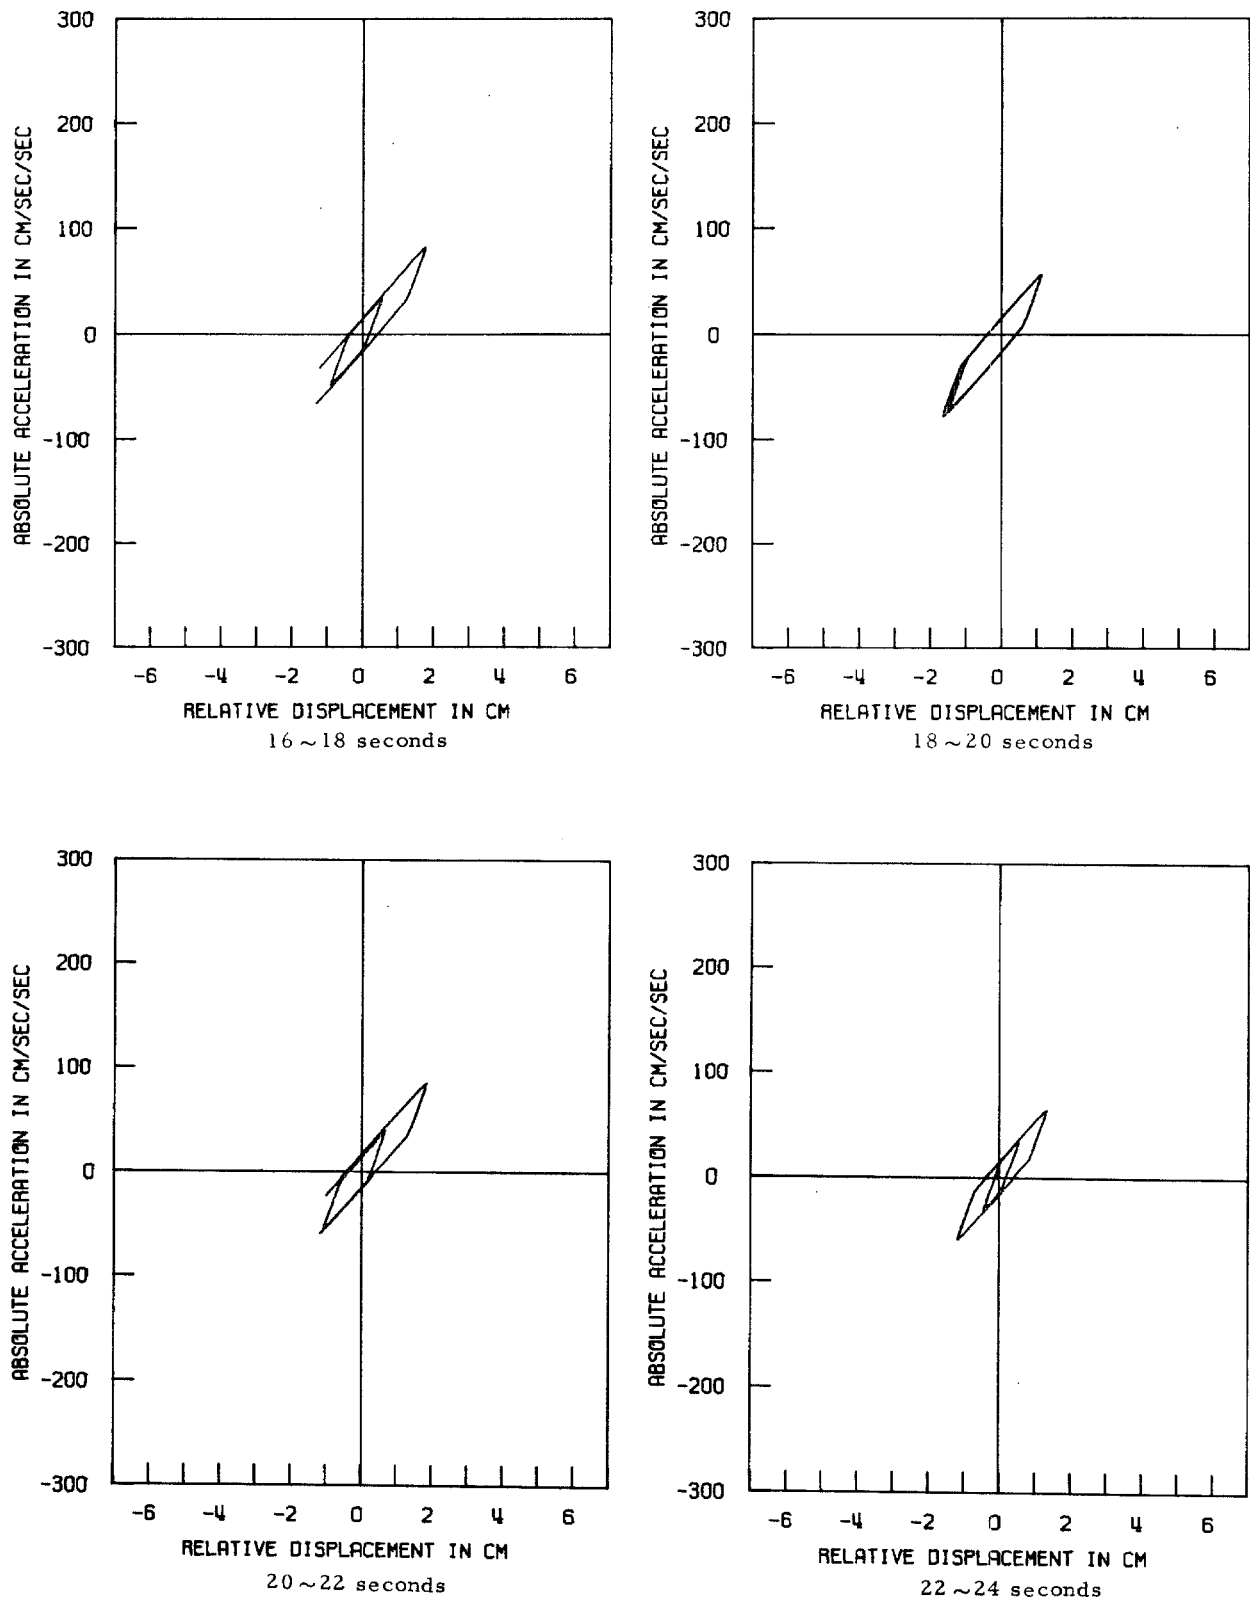 300
200
100
0
-100
-200
-300
ABSOLUTE ACCELERATION IN CM/SEC/SEC
-6 -4 -2 0 2 4 6
RELATIVE DISPLACEMENT IN CM
16~18 seconds
300
200
100
0
-100
-200
-300
ABSOLUTE ACCELERATION IN CM/SEC/SEC
-6 -4 -2 0 2 4 6
RELATIVE DISPLACEMENT IN CM
18~20 seconds
300
200
100
0
-100
-200
-300
ABSOLUTE ACCELERATION IN CM/SEC/SEC
-6 -4 -2 0 2 4 6
RELATIVE DISPLACEMENT IN CM
20~22 seconds
300
200
100
0
-100
-200
-300
ABSOLUTE ACCELERATION IN CM/SEC/SEC
-6 -4 -2 0 2 4 6
RELATIVE DISPLACEMENT IN CM
22~24 seconds